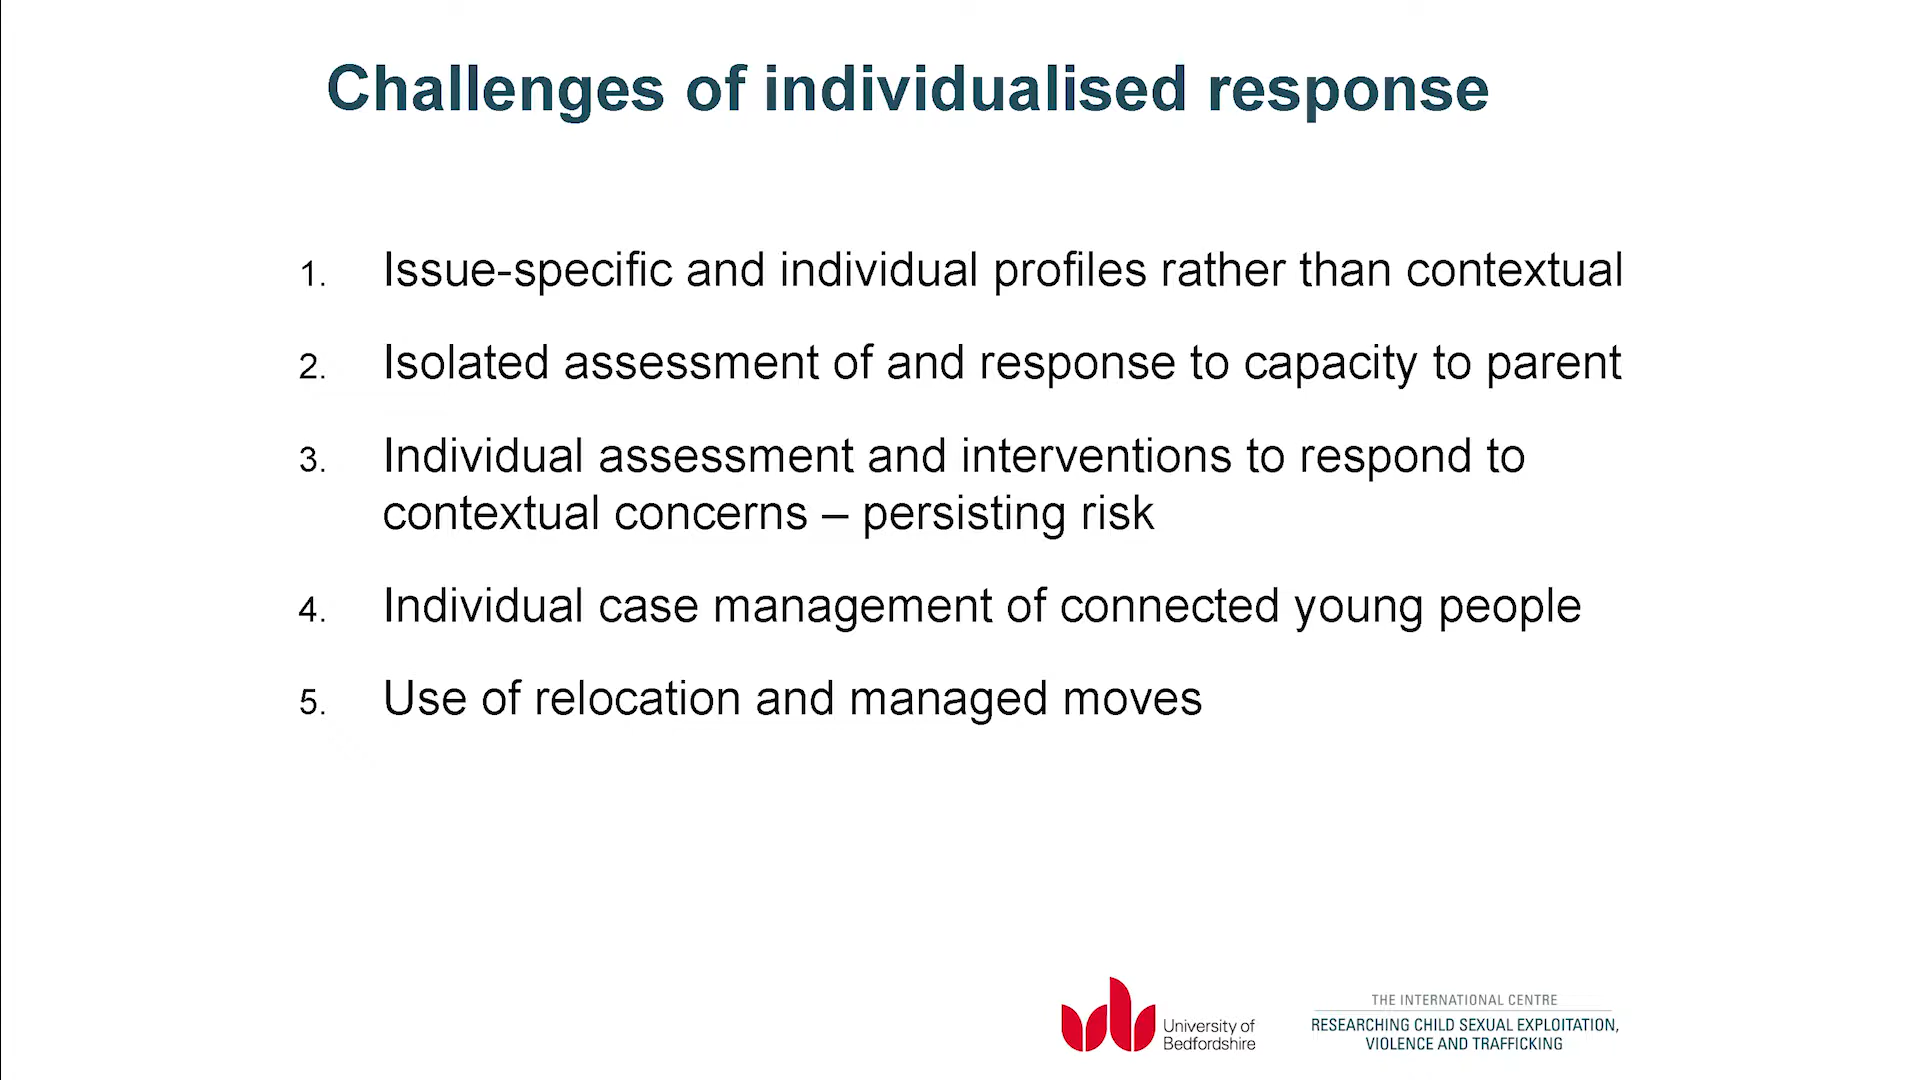 Challenges of individualised response
1. Issue-specific and individual profiles rather than contextual
2. Isolated assessment of and response to capacity to parent
3. Individual assessment and interventions to respond to
contextual concerns – persisting risk
4. Individual case management of connected young people
5. Use of relocation and managed moves
University of
Bedfordshire
THE INTERNATIONAL CENTRE
RESEARCHING CHILD SEXUAL EXPLOITATION,
VIOLENCE AND TRAFFICKING